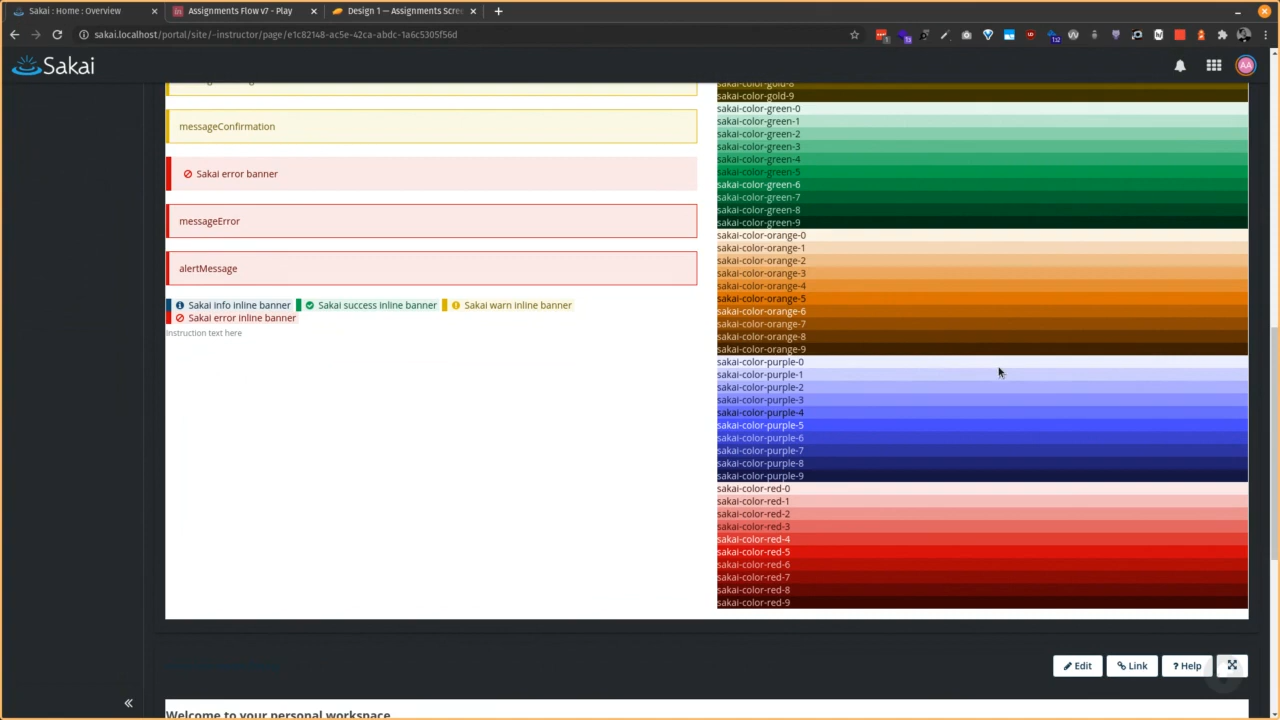 Sakai : Home : Overview
Assignments Flow v7 - Play
Design 1 — Assignments Scre
sakai.localhost/portal/site/~instructor/page/e1c82148-ac5e-42ca-abdc-1a6c5305f56d
Sakai
AA
messageConfirmation
Sakai error banner
messageError
alertMessage
Sakai info inline banner
Sakai success inline banner
Sakai warn inline banner
Sakai error inline banner
Instruction text here
sakai-color-gold-8
sakai-color-gold-9
sakai-color-green-0
sakai-color-green-1
sakai-color-green-2
sakai-color-green-3
sakai-color-green-4
sakai-color-green-5
sakai-color-green-6
sakai-color-green-7
sakai-color-green-8
sakai-color-green-9
sakai-color-orange-0
sakai-color-orange-1
sakai-color-orange-2
sakai-color-orange-3
sakai-color-orange-4
sakai-color-orange-5
sakai-color-orange-6
sakai-color-orange-7
sakai-color-orange-8
sakai-color-orange-9
sakai-color-purple-0
sakai-color-purple-1
sakai-color-purple-2
sakai-color-purple-3
sakai-color-purple-4
sakai-color-purple-5
sakai-color-purple-6
sakai-color-purple-7
sakai-color-purple-8
sakai-color-purple-9
sakai-color-red-0
sakai-color-red-1
sakai-color-red-2
sakai-color-red-3
sakai-color-red-4
sakai-color-red-5
sakai-color-red-6
sakai-color-red-7
sakai-color-red-8
sakai-color-red-9
Edit
Link
? Help
Welcome to your personal workspace